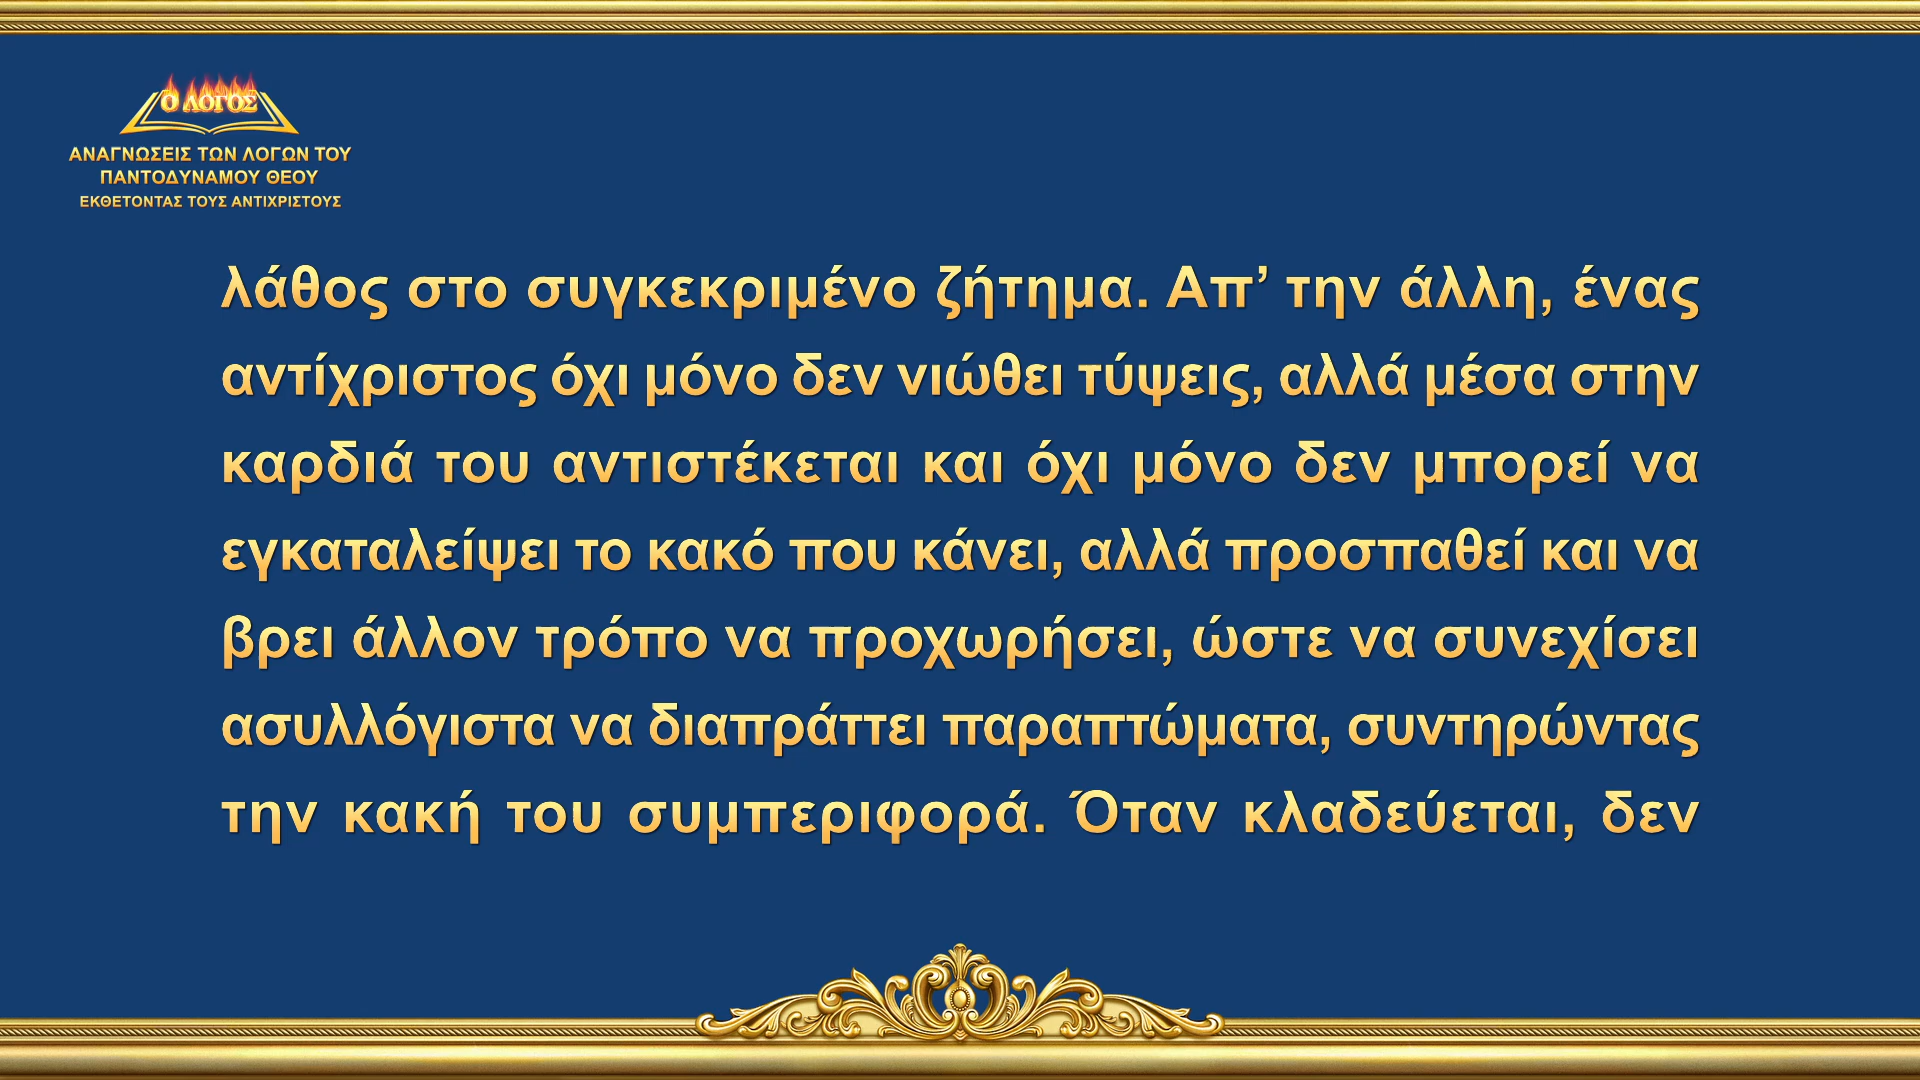 Ο ΛΟΓΟΣ
ΑΝΑΓΝΩΣΕΙΣ ΤΩΝ ΛΟΓΩΝ ΤΟΥ
ΠΑΝΤΟΔΥΝΑΜΟΥ ΘΕΟΥ
ΕΚΘΕΤΟΝΤΑΣ ΤΟΥΣ ΑΝΤΙΧΡΙΣΤΟΥΣ
λάθος στο συγκεκριμένο ζήτημα. Απ’ την άλλη, ένας
αντίχριστος όχι μόνο δεν νιώθει τύψεις, αλλά μέσα στην
καρδιά του αντιστέκεται και όχι μόνο δεν μπορεί να
εγκαταλείψει το κακό που κάνει, αλλά προσπαθεί και να
βρει άλλον τρόπο να προχωρήσει, ώστε να συνεχίσει
ασυλλόγιστα να διαπράττει παραπτώματα, συντηρώντας
την κακή του συμπεριφορά. Όταν κλαδεύεται, δεν